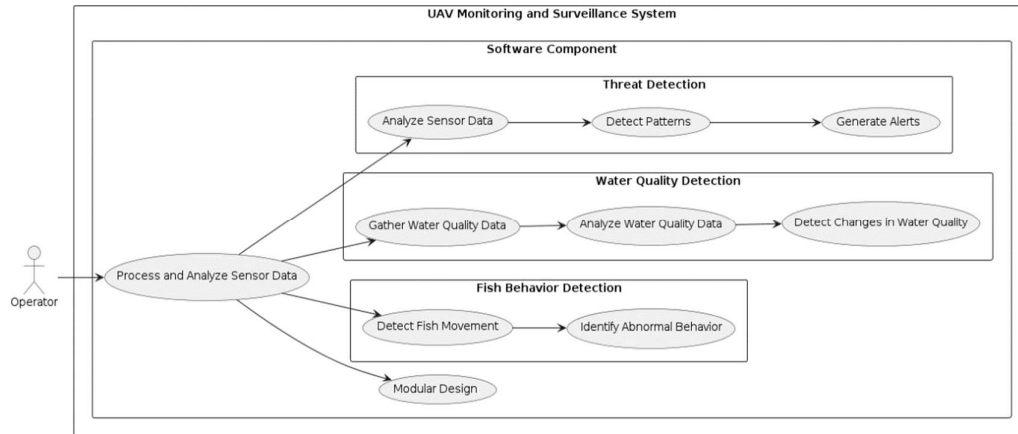 UAV Monitoring and Surveillance System
Software Component
Threat Detection
Analyze Sensor Data
Detect Patterns
Generate Alerts
Water Quality Detection
Gather Water Quality Data
Analyze Water Quality Data
Detect Changes in Water Quality
Process and Analyze Sensor Data
Operator
Fish Behavior Detection
Detect Fish Movement
Identify Abnormal Behavior
Modular Design